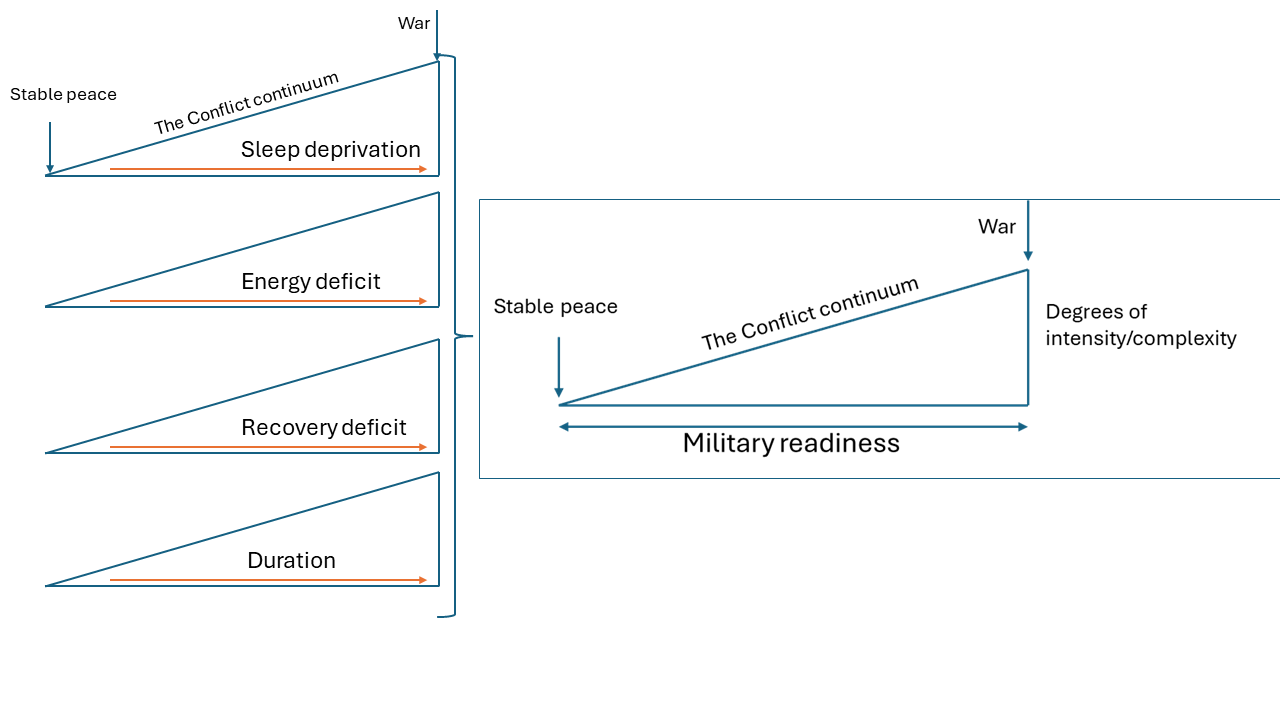 War
Stable peace
The Conflict continuum
Sleep deprivation
Energy deficit
Recovery deficit
Duration
War
Stable peace
The Conflict continuum
Degrees of
intensity/complexity
Military readiness